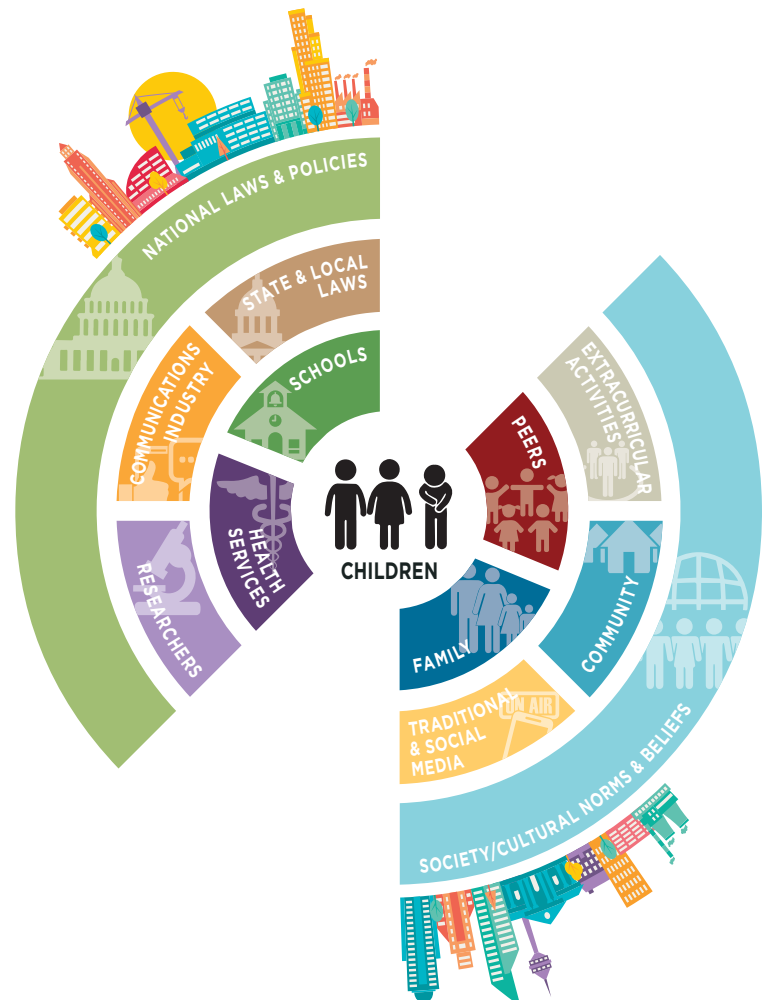 NATIONAL LAWS & POLICIES
STATE & LOCAL
LAWS
SCHOOLS
COMMUNICATIONS
INDUSTRY
HEALTH
SERVICES
RESEARCHERS
CHILDREN
PEERS
EXTRACURRICULAR
ACTIVITIES
FAMILY
COMMUNITY
TRADITIONAL
& SOCIAL
MEDIA
ON AIR
SOCIETY/CULTURAL NORMS & BELIEFS